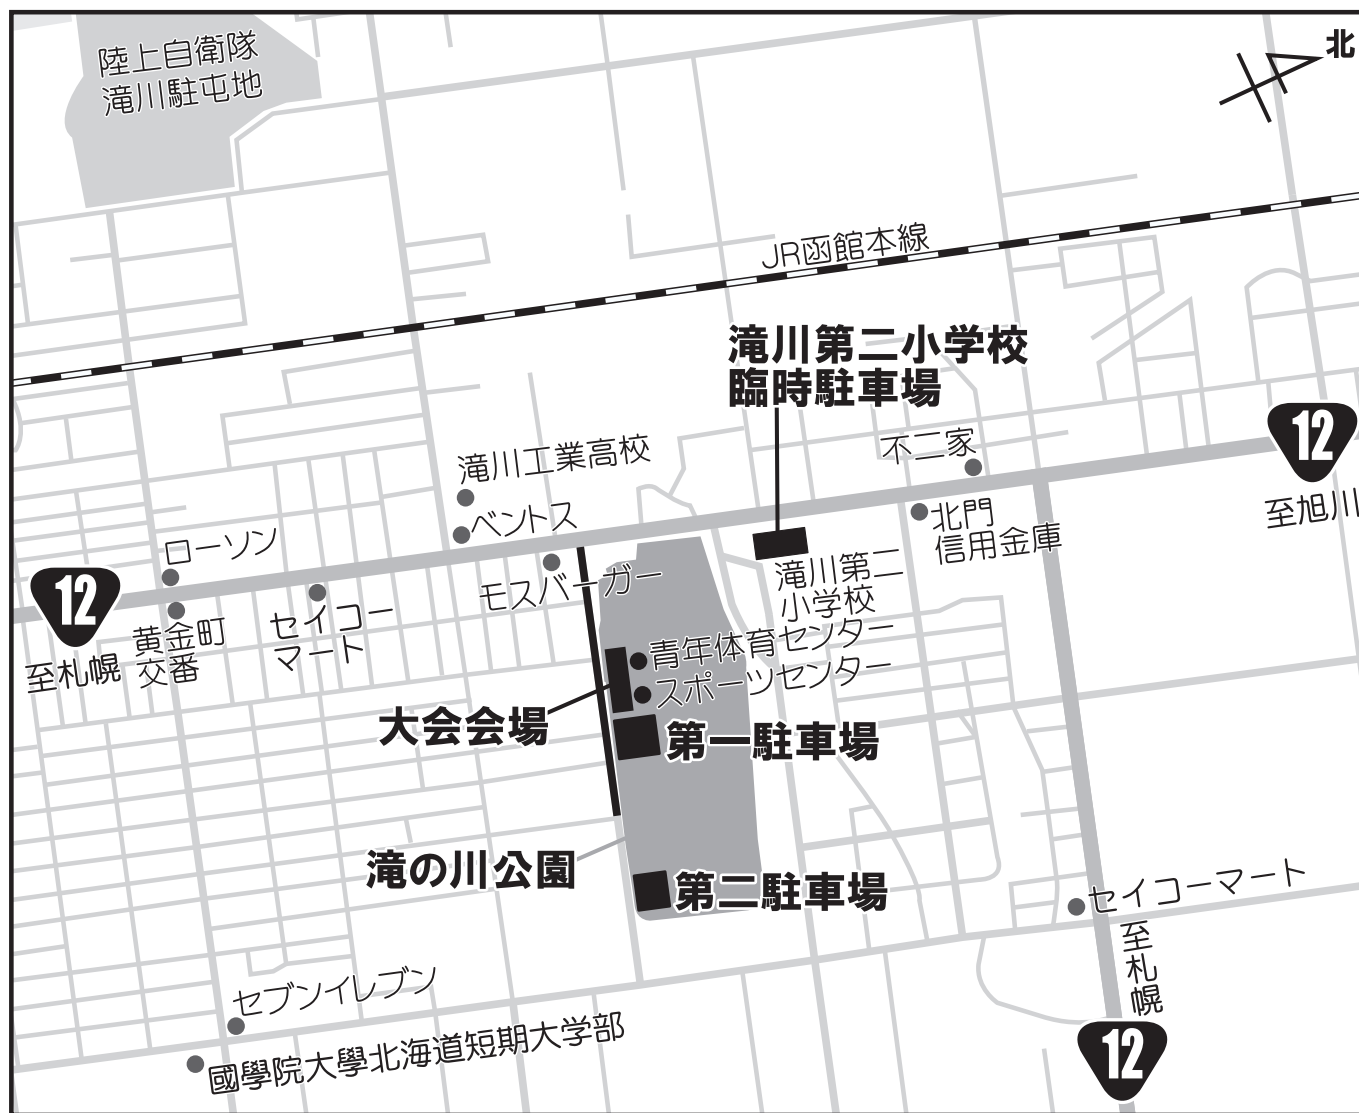 陸上自衛隊
滝川駐屯地
北
JR函館本線
滝川第二小学校
臨時駐車場
不二家
12
至旭川
滝川工業高校
ベントス
北門
信用金庫
ローソン
モスバーガー
滝川第二
小学校
12
至札幌
黄金町
交番
セイコー
マート
青年体育センター
スポーツセンター
大会会場
第一駐車場
滝の川公園
第二駐車場
セイコーマート
至札幌
12
セブンイレブン
國學院大學北海道短期大学部